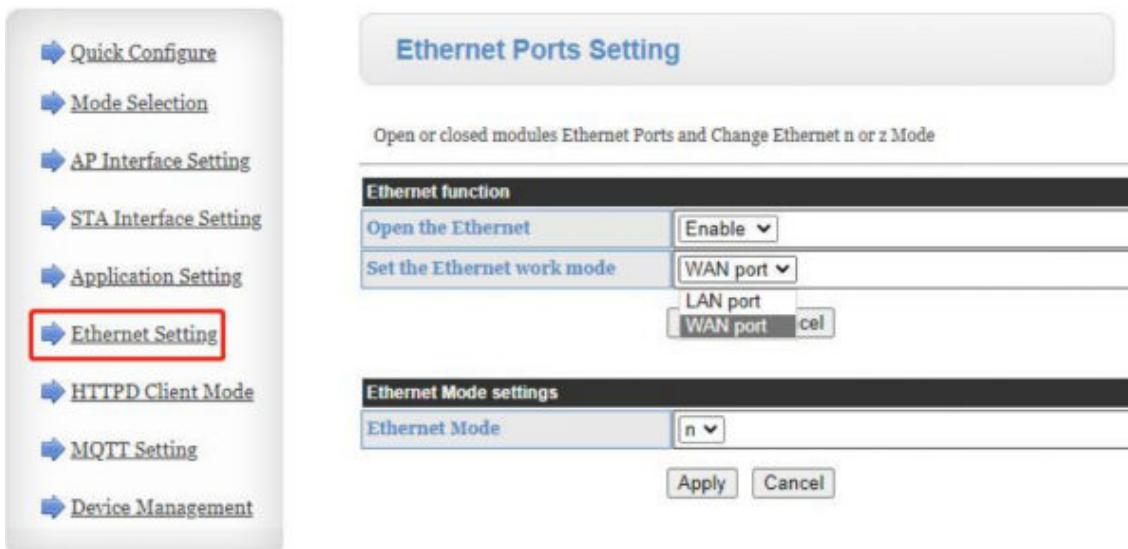 Quick Configure
Mode Selection
AP Interface Setting
STA Interface Setting
Application Setting
Ethernet Setting
HTTPD Client Mode
MQTT Setting
Device Management
Ethernet Ports Setting
Open or closed modules Ethernet Ports and Change Ethernet n or z Mode
Ethernet function
Open the Ethernet Enable
Set the Ethernet work mode WAN port
LAN port
WAN port cel
Ethernet Mode settings
Ethernet Mode n
Apply Cancel